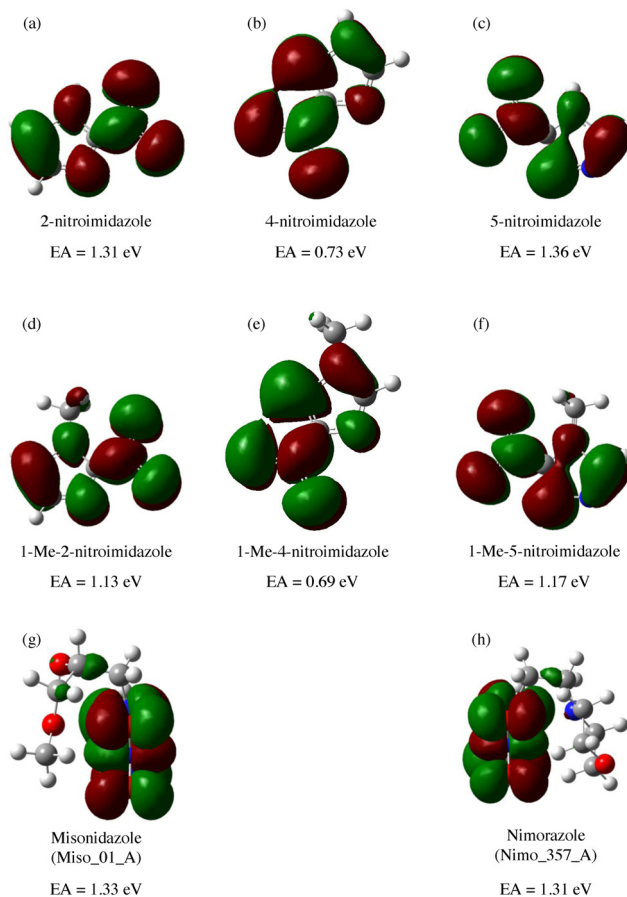 (a)
(b)
(c)
2-nitroimidazole
4-nitroimidazole
5-nitroimidazole
EA = 1.31 eV
EA = 0.73 eV
EA = 1.36 eV
(d)
(e)
(f)
1-Me-2-nitroimidazole
1-Me-4-nitroimidazole
1-Me-5-nitroimidazole
EA = 1.13 eV
EA = 0.69 eV
EA = 1.17 eV
(g)
(h)
Misonidazole
(Miso_01_A)
Nimorazole
(Nimo_357_A)
EA = 1.33 eV
EA = 1.31 eV